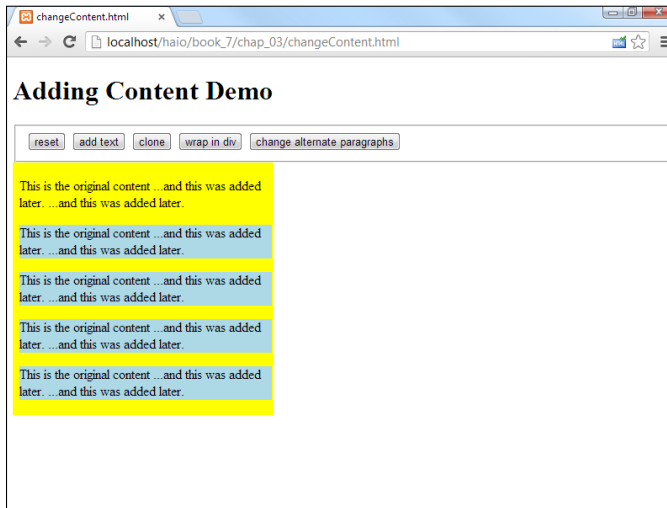 changeContent.html
localhost/haio/book_7/chap_03/changeContent.html
Adding Content Demo
reset add text clone wrap in div change alternate paragraphs
This is the original content ...and this was added
later. ...and this was added later.
This is the original content ...and this was added
later. ...and this was added later.
This is the original content ...and this was added
later. ...and this was added later.
This is the original content ...and this was added
later. ...and this was added later.
This is the original content ...and this was added
later. ...and this was added later.